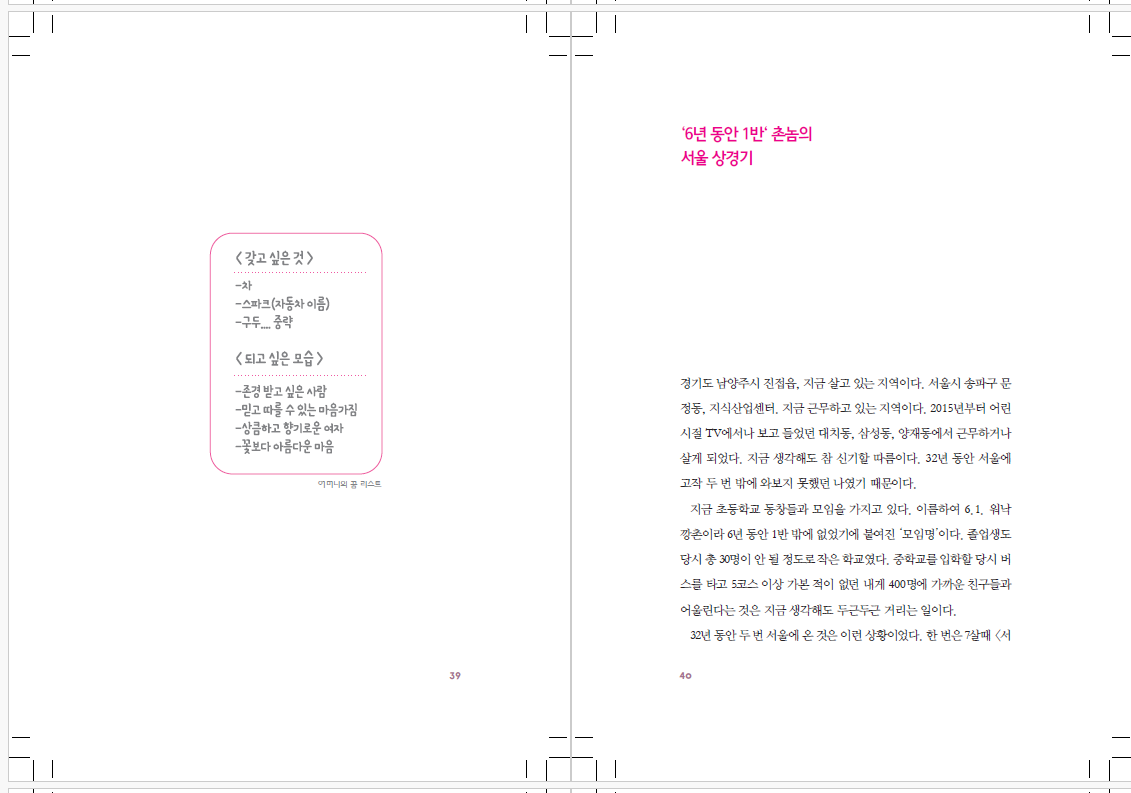 < 갖고 싶은 것 >
-차
-스파크(자동차 이름)
-구두.... 중략
< 되고 싶은 모습 >
-존경 받고 싶은 사람
-믿고 따를 수 있는 마음가짐
-상큼하고 향기로운 여자
-꽃보다 아름다운 마음
어머니의 꿈 리스트
39
‘6년 동안 1반‘ 촌놈의
서울 상경기
경기도 남양주시 진접읍, 지금 살고 있는 지역이다. 서울시 송파구 문
정동, 지식산업센터. 지금 근무하고 있는 지역이다. 2015년부터 어린
시절 TV에서나 보고 들었던 대치동, 삼성동, 양재동에서 근무하거나
살게 되었다. 지금 생각해도 참 신기할 따름이다. 32년 동안 서울에
고작 두 번 밖에 와보지 못했던 나였기 때문이다.
지금 초등학교 동창들과 모임을 가지고 있다. 이름하여 6.1. 워낙
깡촌이라 6년 동안 1반 밖에 없었기에 붙여진 ‘모임명’이다. 졸업생도
당시 총 30명이 안 될 정도로 작은 학교였다. 중학교를 입학할 당시 버
스를 타고 5코스 이상 가본 적이 없던 내게 400명에 가까운 친구들과
어울린다는 것은 지금 생각해도 두근두근 거리는 일이다.
32년 동안 두 번 서울에 온 것은 이런 상황이었다. 한 번은 7살때 <서
40